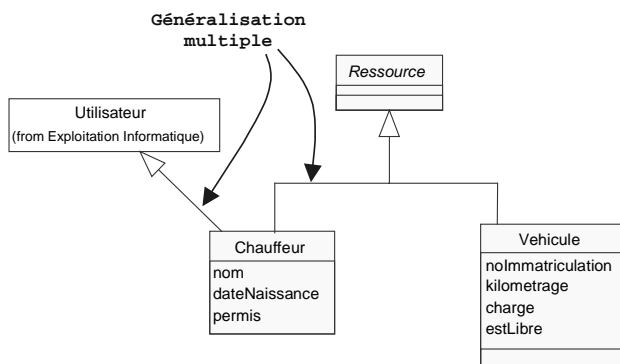 Généralisation
multiple
Ressource
Utilisateur
(from Exploitation Informatique)
Chauffeur
nom
dateNaissance
permis
Vehicule
noImmatriculation
kilometrage
charge
estLibre